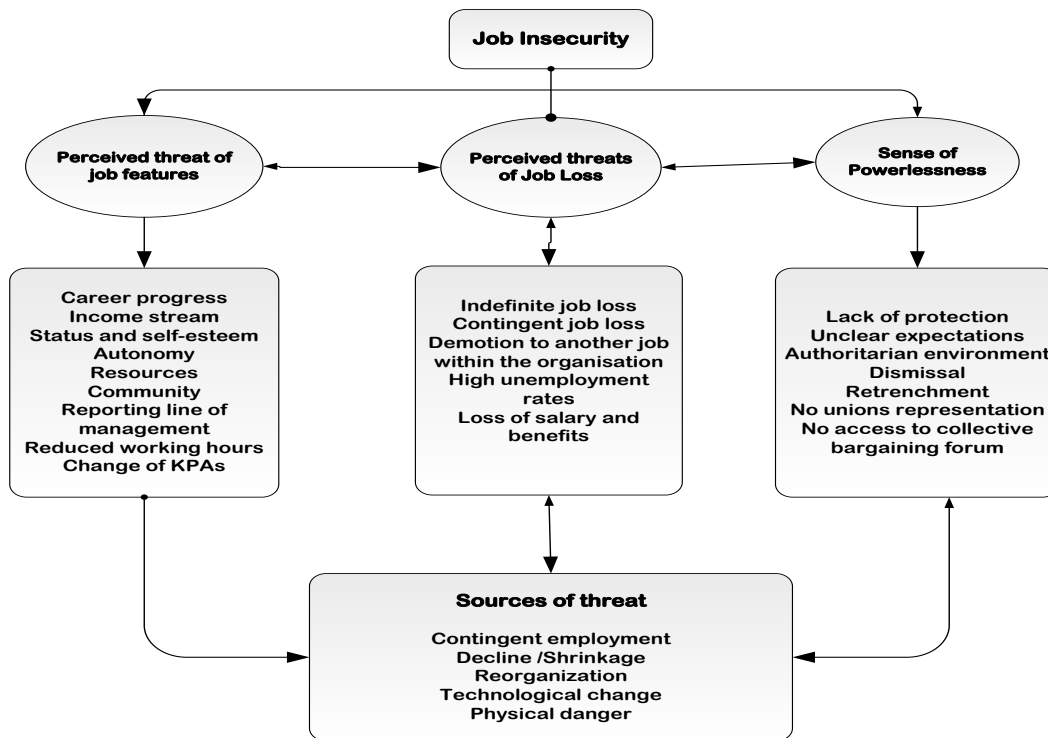 Job Insecurity
Perceived threat of
job features
Perceived threats
of Job Loss
Sense of
Powerlessness
Career progress
Income stream
Status and self-esteem
Autonomy
Resources
Community
Reporting line of
management
Reduced working hours
Change of KPAs
Indefinite job loss
Contingent job loss
Demotion to another job
within the organisation
High unemployment
rates
Loss of salary and
benefits
Lack of protection
Unclear expectations
Authoritarian environment
Dismissal
Retrenchment
No unions representation
No access to collective
bargaining forum
Sources of threat
Contingent employment
Decline /Shrinkage
Reorganization
Technological change
Physical danger